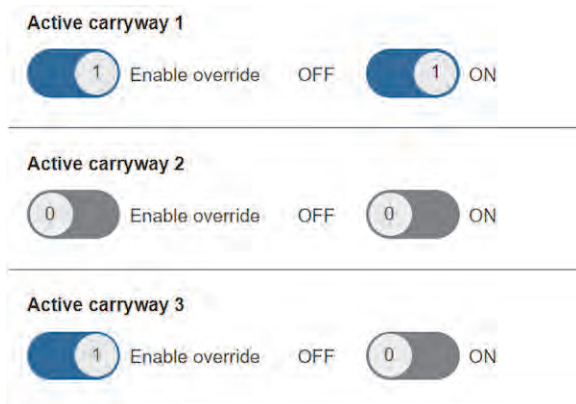 Active carryway 1
1 Enable override OFF 1 ON
Active carryway 2
0 Enable override OFF 0 ON
Active carryway 3
1 Enable override OFF 0 ON